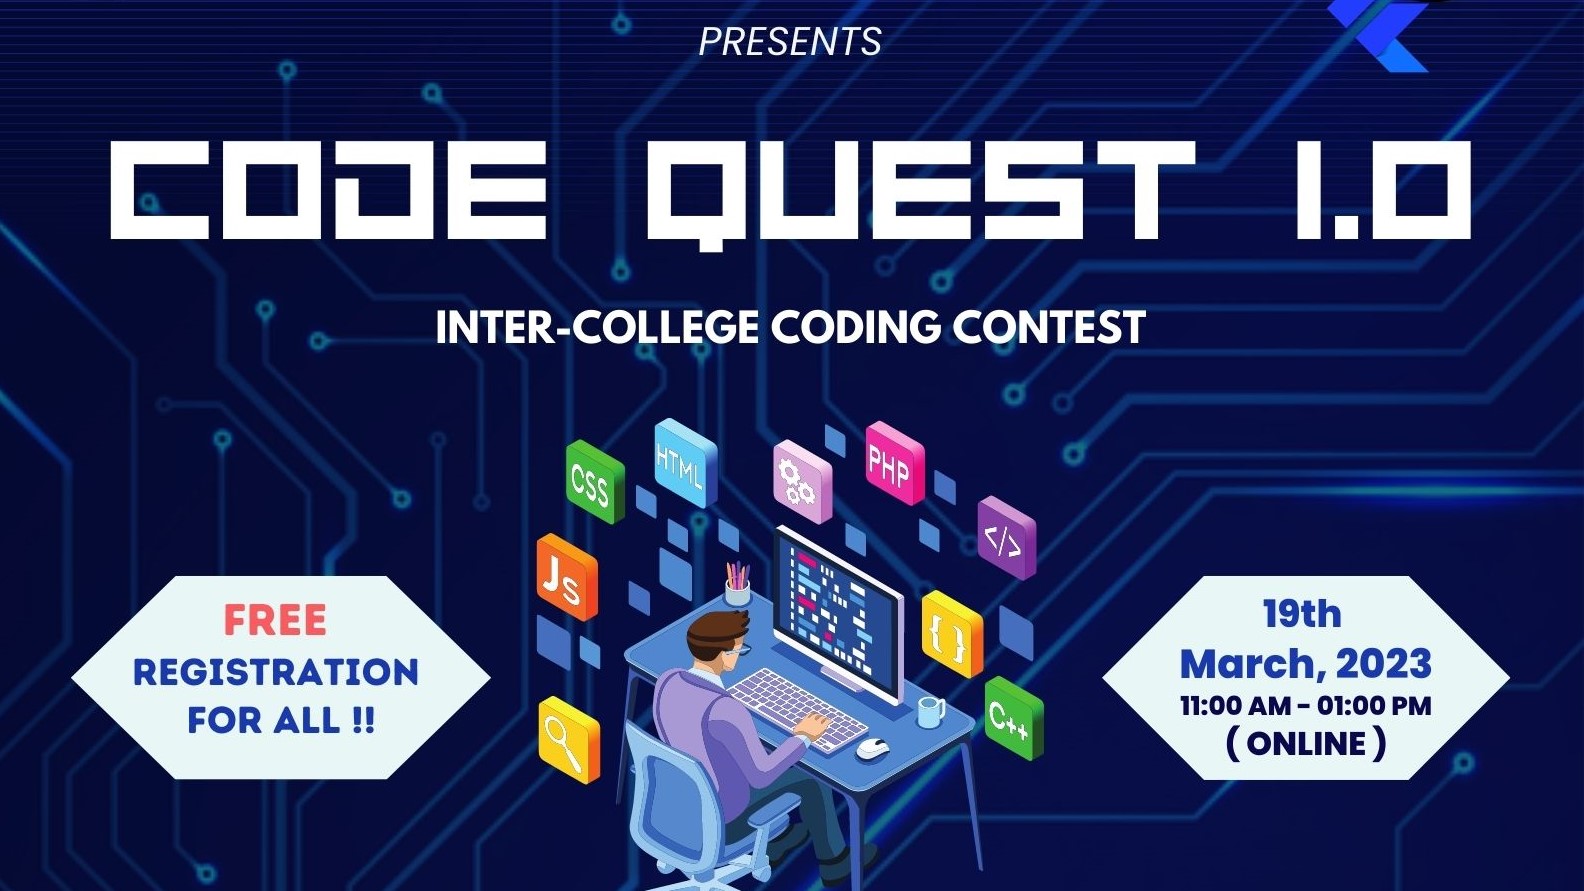 PRESENTS
CODE QUEST 1.0
INTER-COLLEGE CODING CONTEST
CSS
HTML
PHP
</>
Js
{ }
C++
FREE
REGISTRATION
FOR ALL !!
19th
March, 2023
11:00 AM - 01:00 PM
( ONLINE )